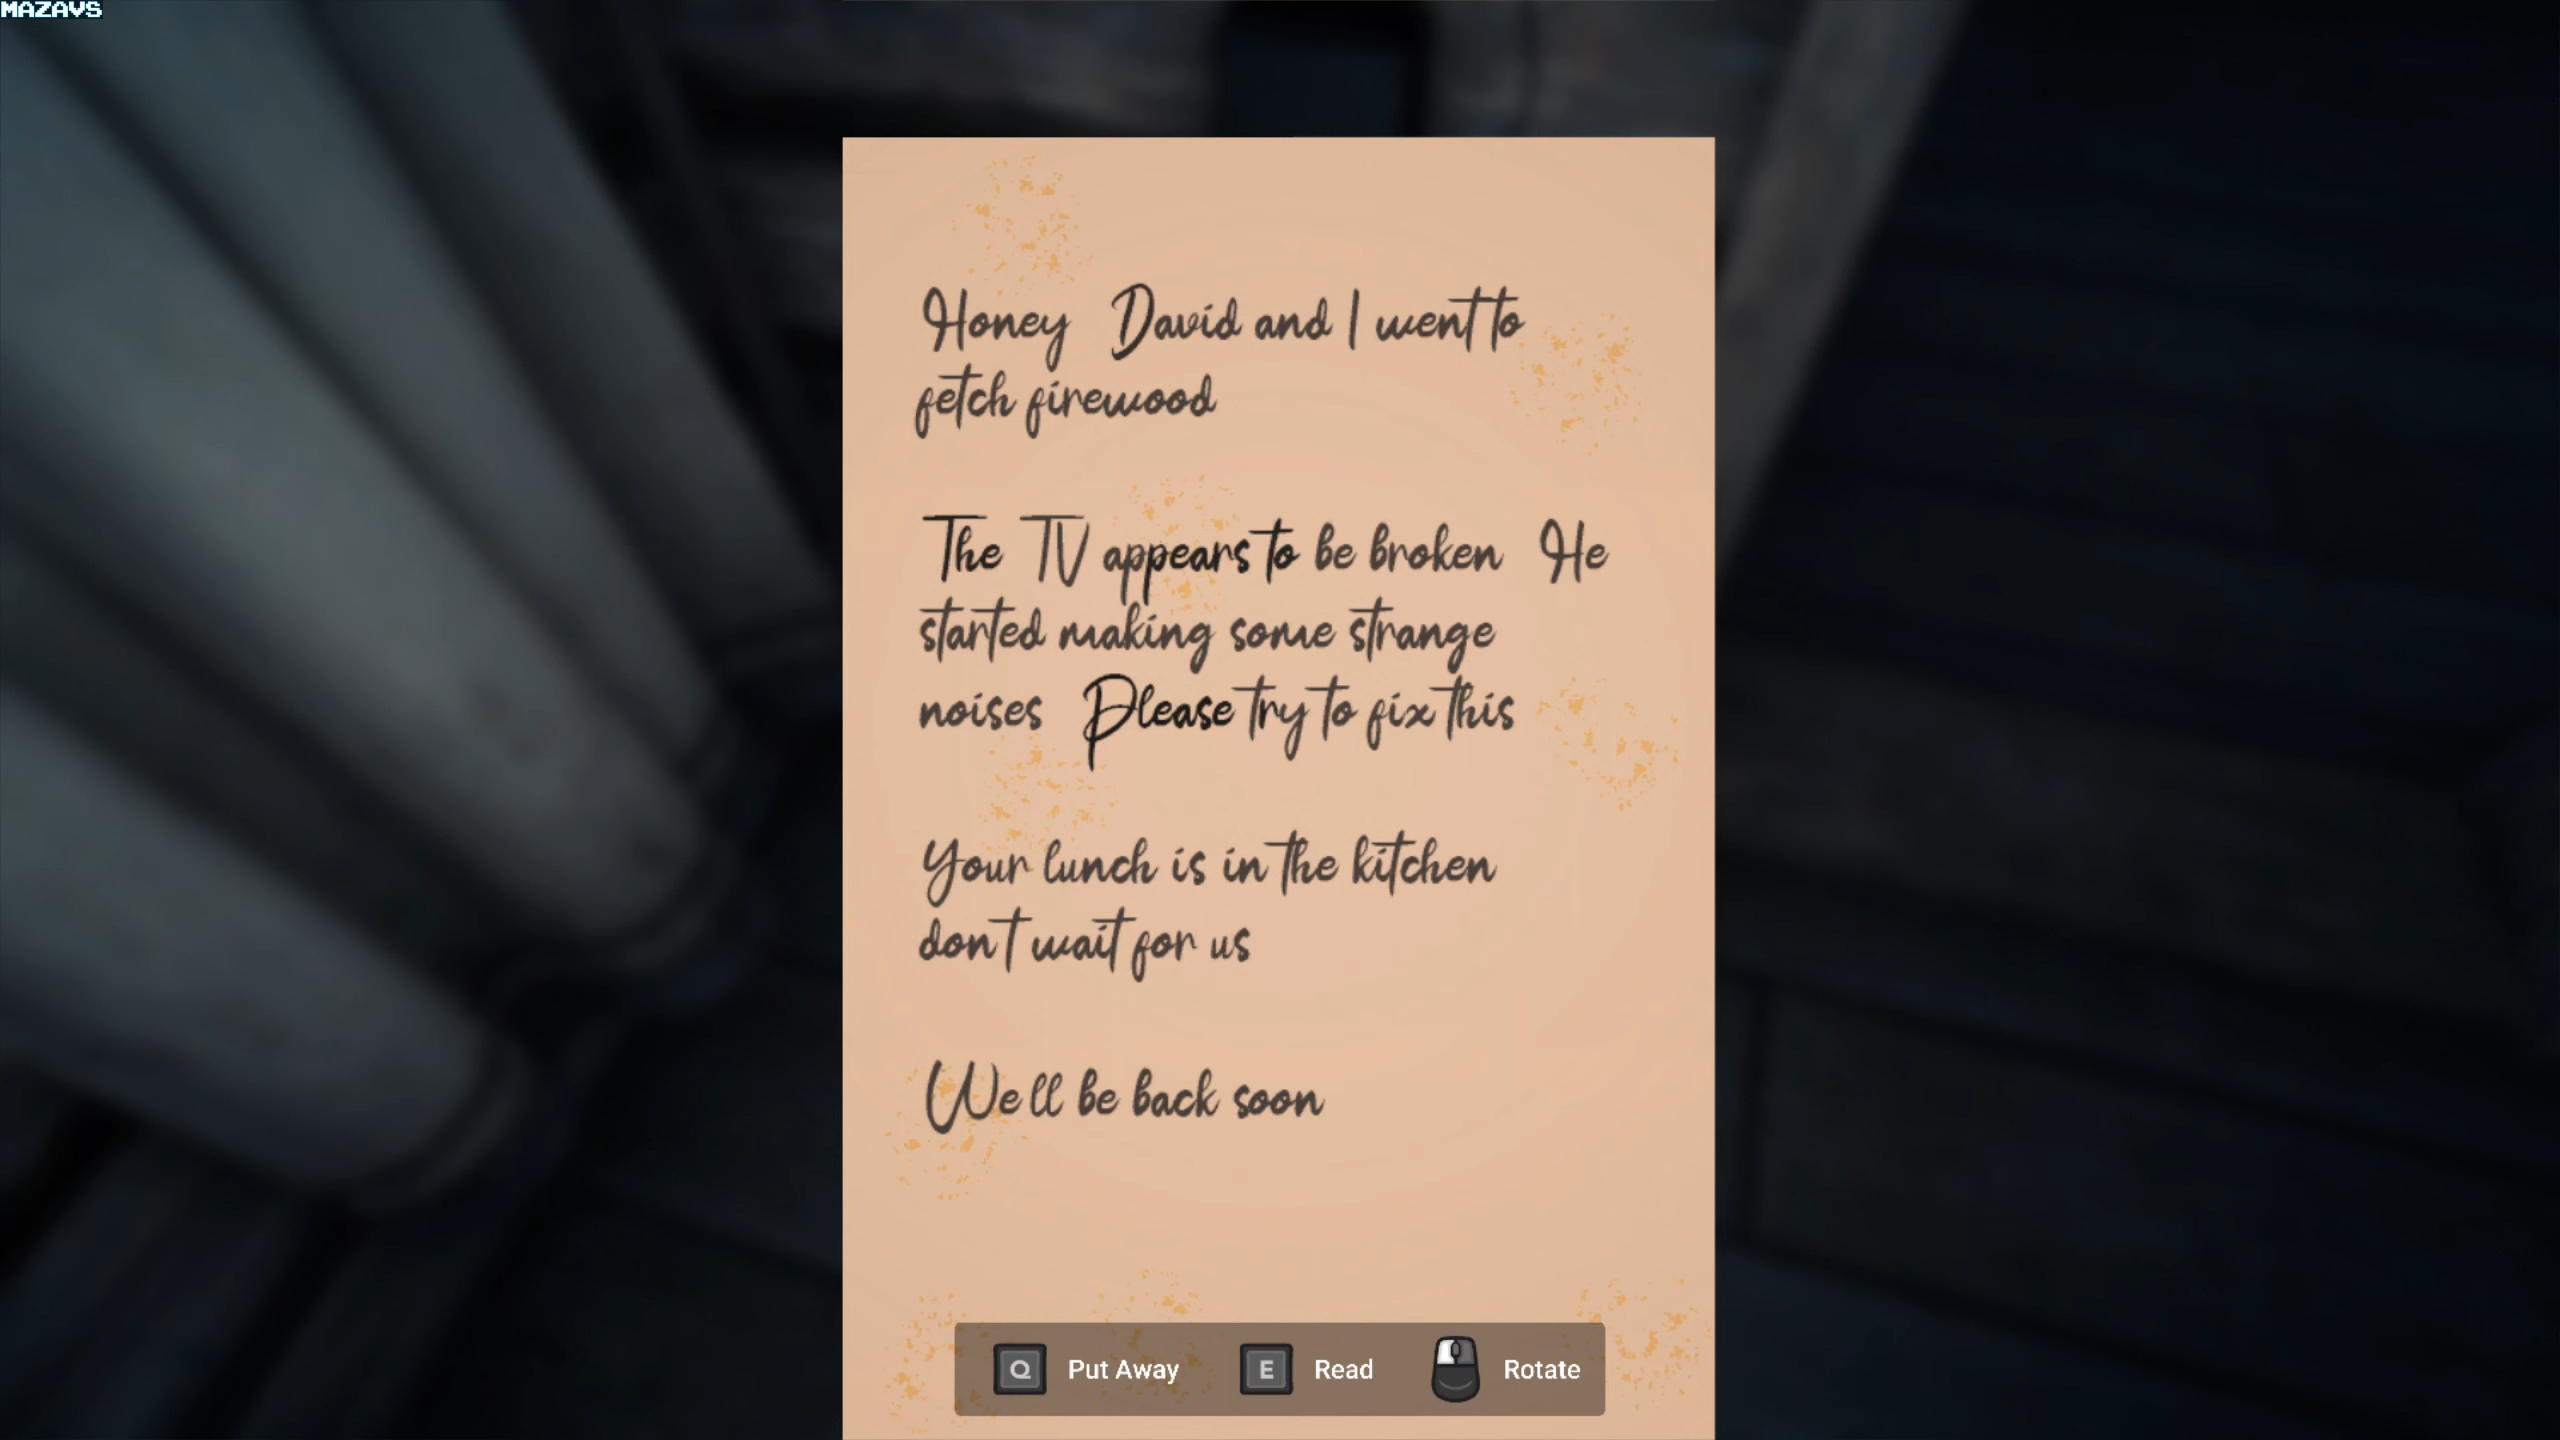 MAZAVS
Honey David and I went to
fetch firewood
The TV appears to be broken He
started making some strange
noises Please try to fix this
Your lunch is in the kitchen
don t wait for us
We ll be back soon
Q Put Away E Read Rotate